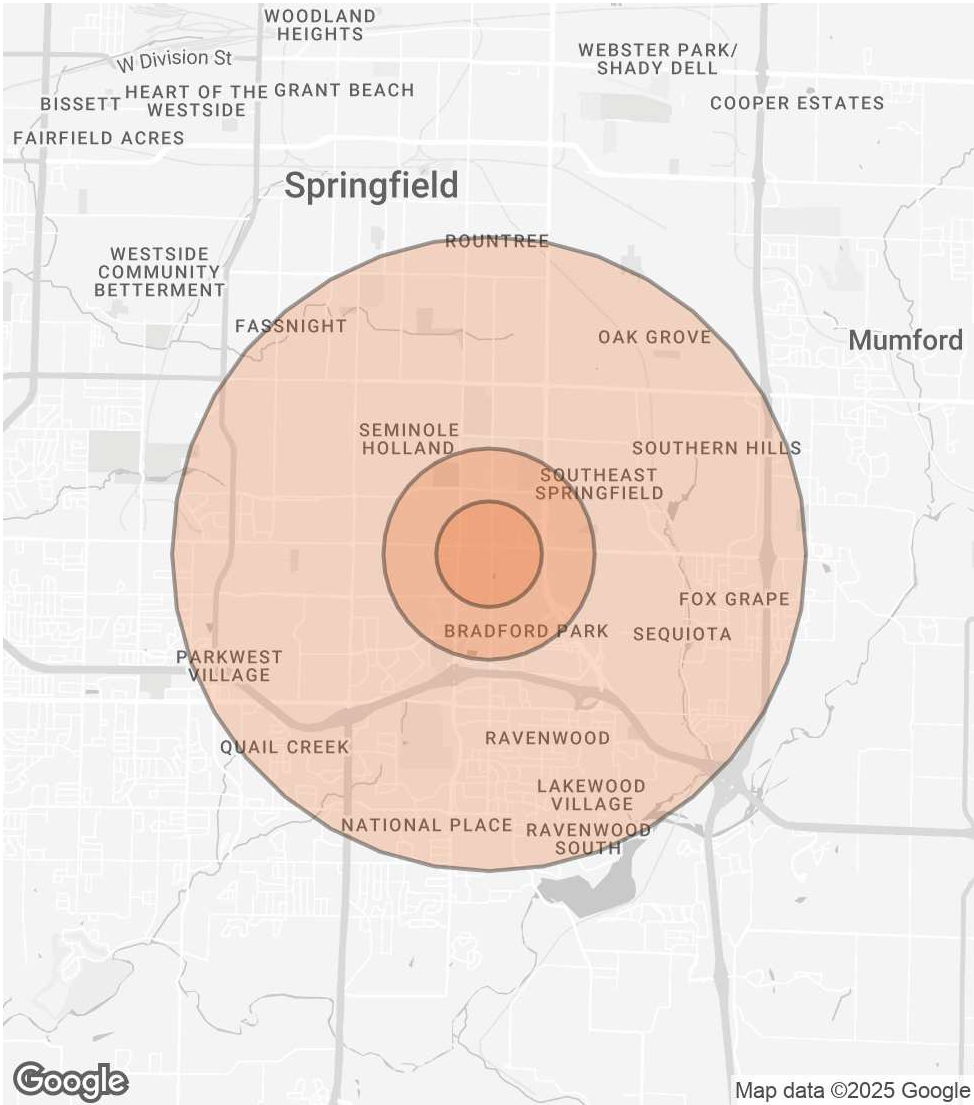 WOODLAND
HEIGHTS
W Division St
WEBSTER PARK/
SHADY DELL
BISSETT
HEART OF THE
WESTSIDE
GRANT BEACH
COOPER ESTATES
FAIRFIELD ACRES
Springfield
ROUNTREE
WESTSIDE
COMMUNITY
BETTERMENT
FASSNIGHT
OAK GROVE
Mumford
SEMINOLE
HOLLAND
SOUTHERN HILLS
SOUTHEAST
SPRINGFIELD
FOX GRAPE
BRADFORD PARK
SEQUIOTA
PARKWEST
VILLAGE
RAVENWOOD
QUAIL CREEK
LAKEWOOD
VILLAGE
NATIONAL PLACE
RAVENWOOD
SOUTH
Google
Map data ©2025 Google